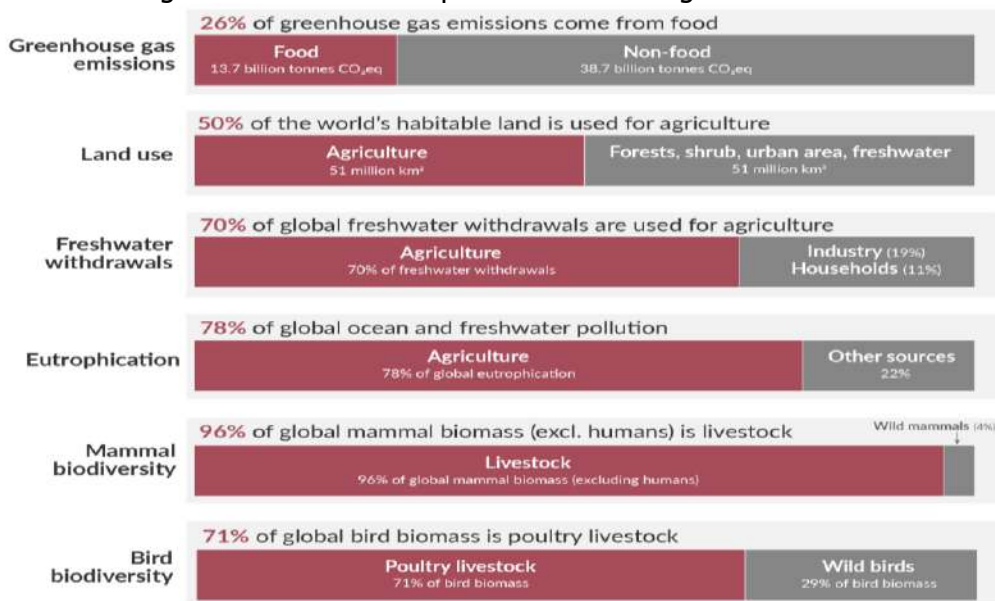 26% of greenhouse gas emissions come from food
Greenhouse gas
emissions
Food
13.7 billion tonnes CO₂eq
Non-food
38.7 billion tonnes CO₂eq
50% of the world's habitable land is used for agriculture
Land use
Agriculture
51 million km²
Forests, shrub, urban area, freshwater
51 million km²
70% of global freshwater withdrawals are used for agriculture
Freshwater
withdrawals
Agriculture
70% of freshwater withdrawals
Industry (19%)
Households (11%)
78% of global ocean and freshwater pollution
Eutrophication
Agriculture
78% of global eutrophication
Other sources
22%
96% of global mammal biomass (excl. humans) is livestock
Wild mammals (4%)
Mammal
biodiversity
Livestock
96% of global mammal biomass (excluding humans)
71% of global bird biomass is poultry livestock
Bird
biodiversity
Poultry livestock
71% of bird biomass
Wild birds
29% of bird biomass